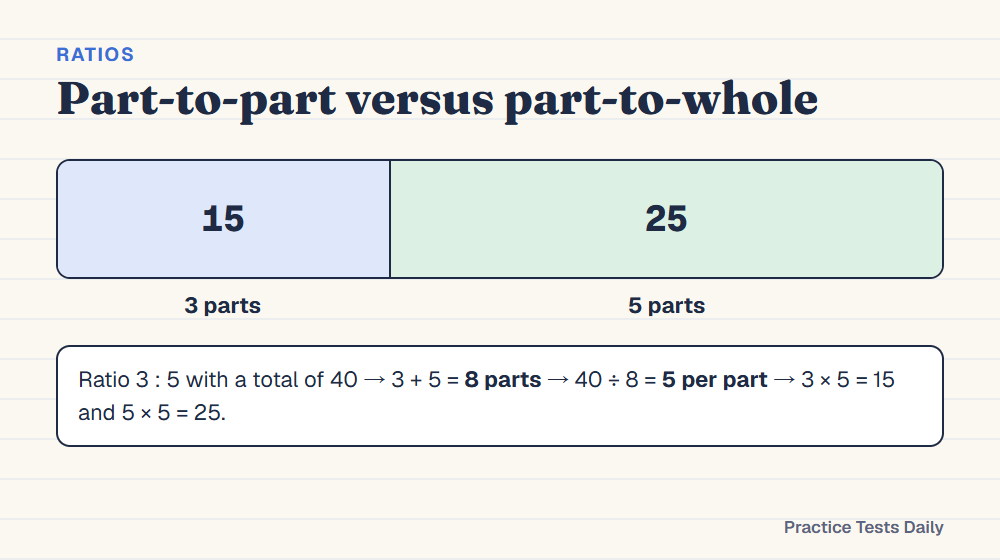 RATIOS
Part-to-part versus part-to-whole
15
25
3 parts
5 parts
Ratio 3 : 5 with a total of 40 → 3 + 5 = 8 parts → 40 ÷ 8 = 5 per part → 3 × 5 = 15
and 5 × 5 = 25.
Practice Tests Daily